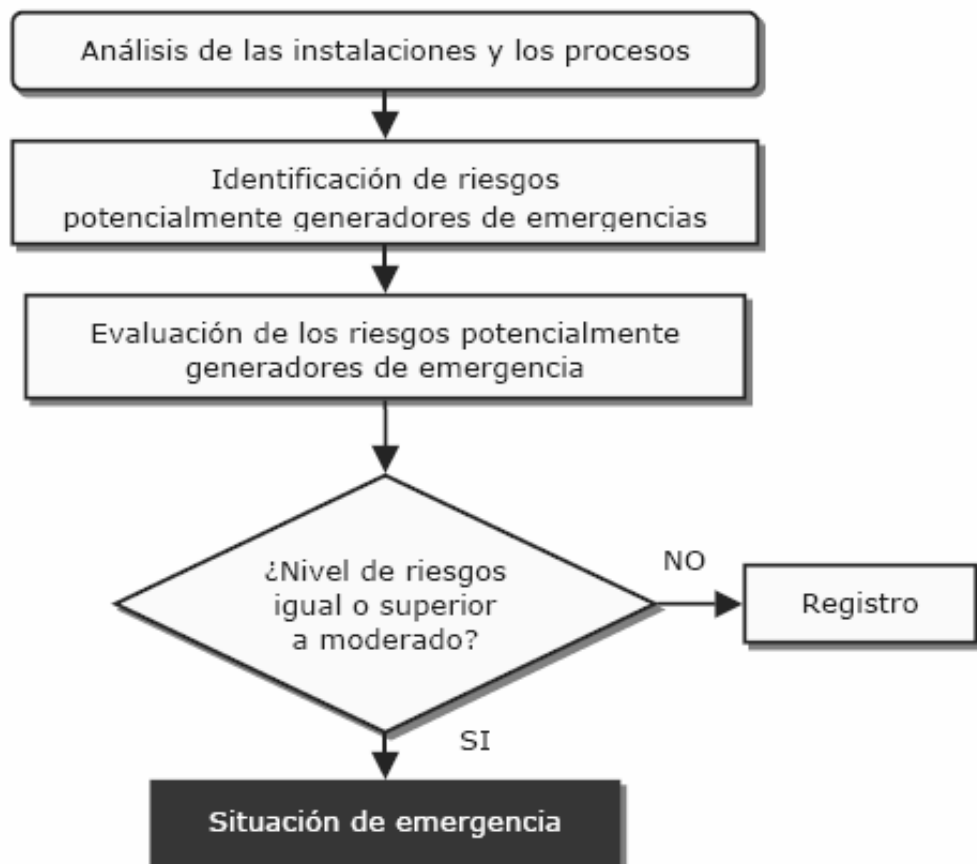 Análisis de las instalaciones y los procesos
Identificación de riesgos
potencialmente generadores de emergencias
Evaluación de los riesgos potencialmente
generadores de emergencia
¿Nivel de riesgos
igual o superior
a moderado?
NO
Registro
SI
Situación de emergencia